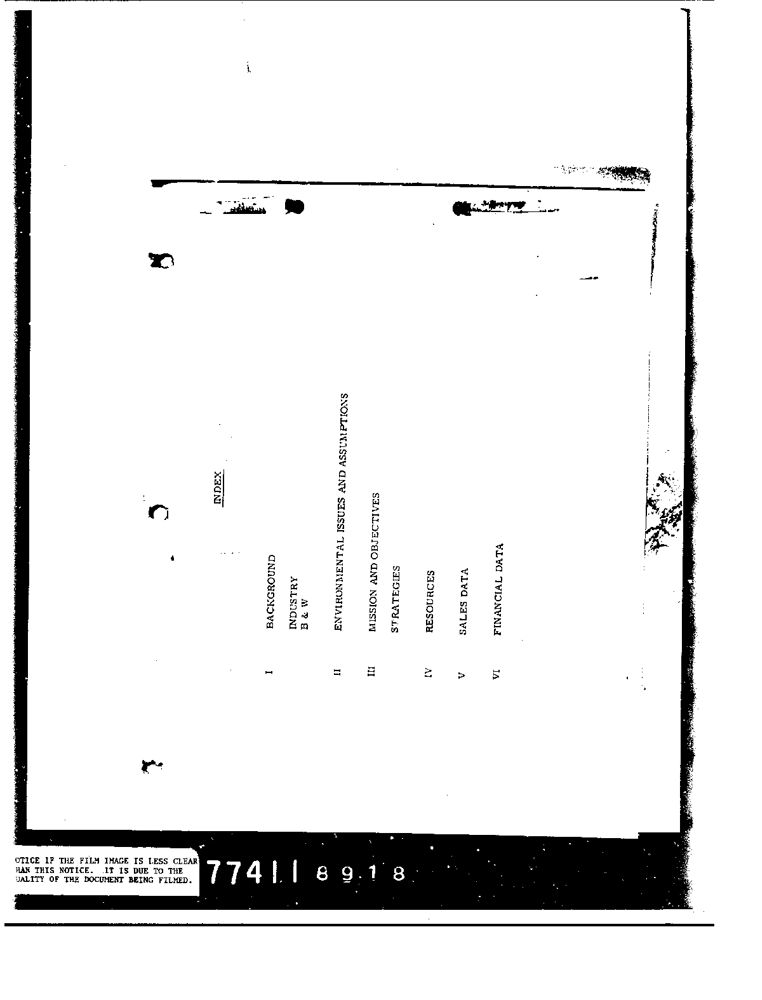 INDEX
I BACKGROUND
INDUSTRY
B & W
II ENVIRONMENTAL ISSUES AND ASSUMPTIONS
III MISSION AND OBJECTIVES
STRATEGIES
IV RESOURCES
V SALES DATA
VI FINANCIAL DATA
OTICE IF THE FILM IMAGE IS LESS CLEAR
HAN THIS NOTICE. IT IS DUE TO THE
UALITY OF THE DOCUMENT BEING FILMED.
77411 8918